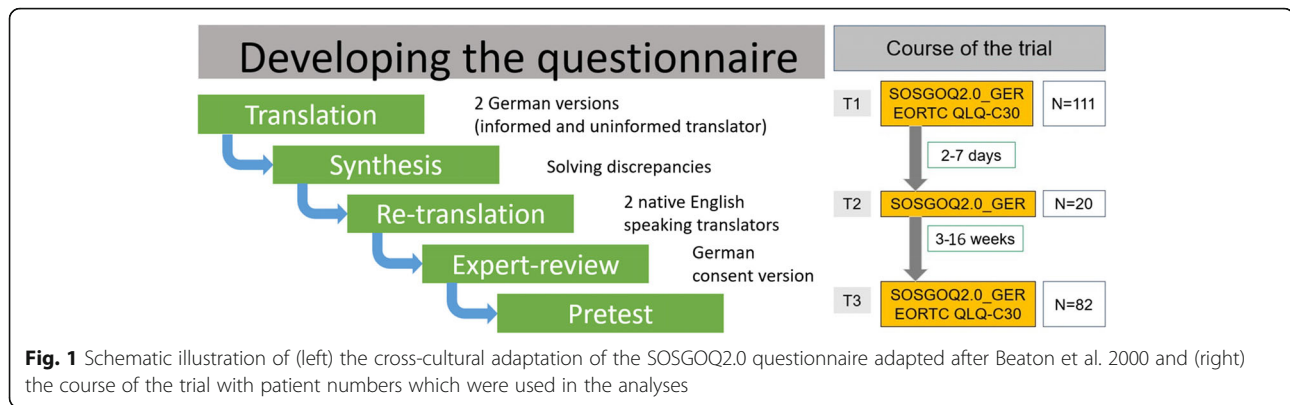 Developing the questionnaire
Translation
2 German versions
(informed and uninformed translator)
Synthesis
Solving discrepancies
Re-translation
2 native English
speaking translators
Expert-review
German
consent version
Pretest
Course of the trial
T1
SOSGOQ2.0_GER
EORTC QLQ-C30
N=111
2-7 days
T2
SOSGOQ2.0_GER
N=20
3-16 weeks
T3
SOSGOQ2.0_GER
EORTC QLQ-C30
N=82
Fig. 1 Schematic illustration of (left) the cross-cultural adaptation of the SOSGOQ2.0 questionnaire adapted after Beaton et al. 2000 and (right)
the course of the trial with patient numbers which were used in the analyses